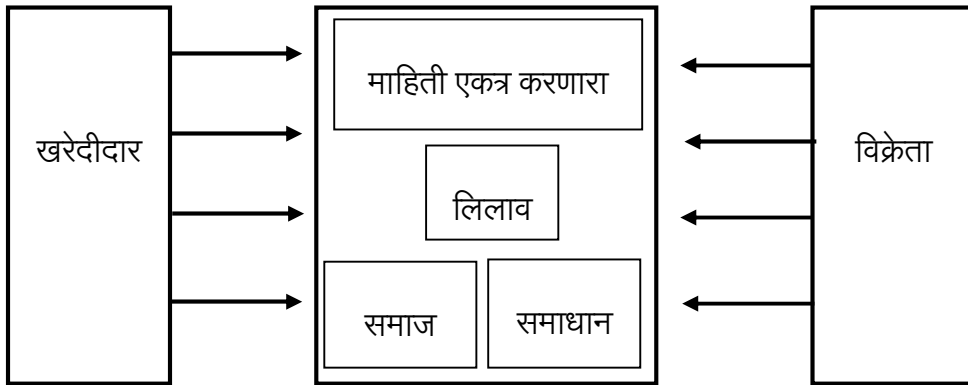 माहिती एकत्र करणारा
खरेदीदार
विक्रेता
लिलाव
समाज
समाधान